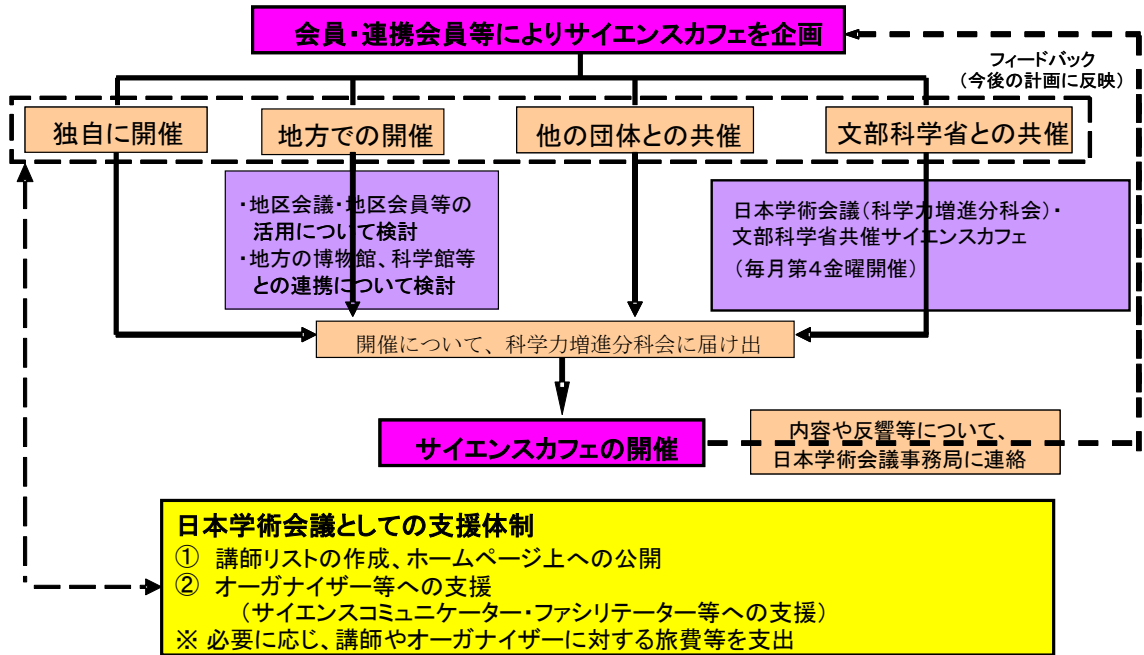 会員・連携会員等によりサイエンスカフェを企画
フィードバック
(今後の計画に反映)
独自に開催
地方での開催
他の団体との共催
文部科学省との共催
・地区会議・地区会員等の
活用について検討
・地方の博物館、科学館等
との連携について検討
日本学術会議(科学力増進分科会)・
文部科学省共催サイエンスカフェ
(毎月第4金曜開催)
開催について、科学力増進分科会に届け出
サイエンスカフェの開催
内容や反響等について、
日本学術会議事務局に連絡
日本学術会議としての支援体制
① 講師リストの作成、ホームページ上への公開
② オーガナイザー等への支援
(サイエンスコミュニケーター・ファシリテーター等への支援)
※ 必要に応じ、講師やオーガナイザーに対する旅費等を支出